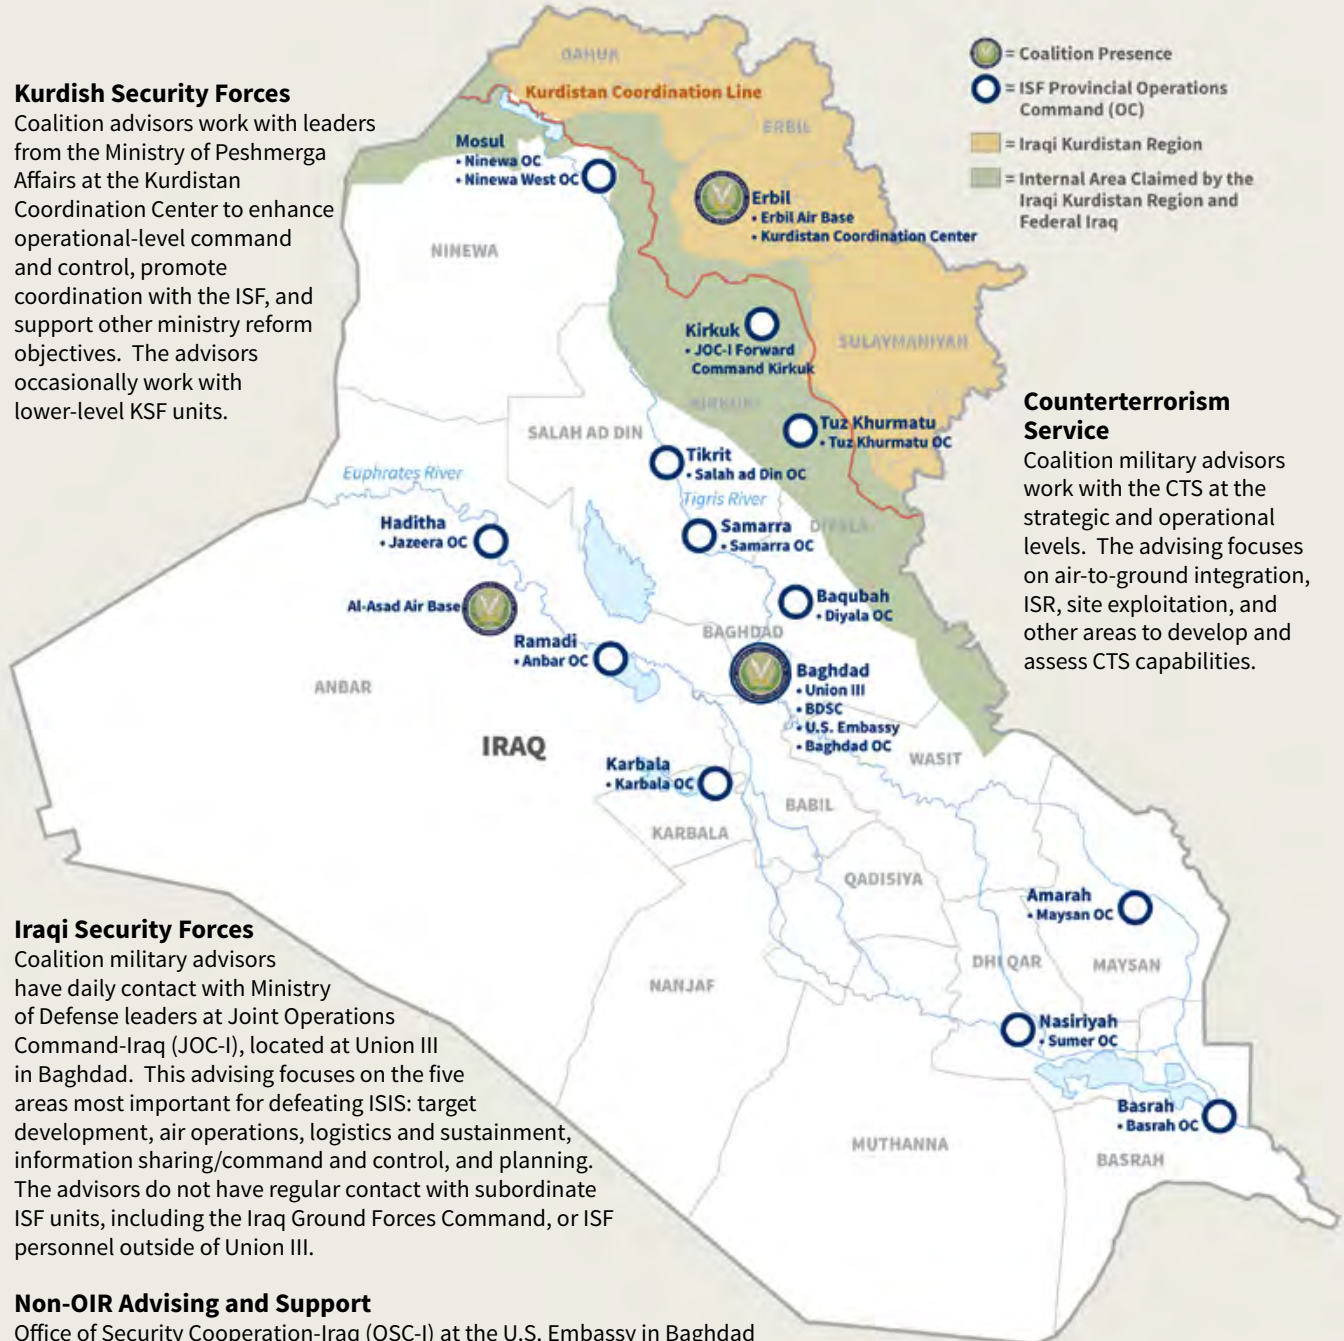 Kurdish Security Forces
Coalition advisors work with leaders
from the Ministry of Peshmerga
Affairs at the Kurdistan
Coordination Center to enhance
operational-level command
and control, promote
coordination with the ISF, and
support other ministry reform
objectives. The advisors
occasionally work with
lower-level KSF units.
= Coalition Presence
= ISF Provincial Operations
Command (OC)
= Iraqi Kurdistan Region
= Internal Area Claimed by the
Iraqi Kurdistan Region and
Federal Iraq
DAHUK
Kurdistan Coordination Line
ERBIL
Mosul
• Ninewa OC
• Ninewa West OC
Erbil
• Erbil Air Base
• Kurdistan Coordination Center
NINEWA
Kirkuk
• JOC-I Forward
Command Kirkuk
SULAYMANIYAH
KIRKUK
Tuz Khurmatu
• Tuz Khurmatu OC
SALAH AD DIN
Tikrit
• Salah ad Din OC
Euphrates River
Tigris River
Haditha
• Jazeera OC
Samarra
• Samarra OC
DIYALA
Al-Asad Air Base
Baqubah
• Diyala OC
Ramadi
• Anbar OC
BAGHDAD
Baghdad
• Union III
• BDSC
• U.S. Embassy
• Baghdad OC
ANBAR
IRAQ
WASIT
Karbala
• Karbala OC
BABIL
KARBALA
QADISIYA
Amarah
• Maysan OC
DHI QAR
MAYSAN
NANJAF
Nasiriyah
• Sumer OC
Basrah
• Basrah OC
MUTHANNA
BASRAH
Counterterrorism
Service
Coalition military advisors
work with the CTS at the
strategic and operational
levels. The advising focuses
on air-to-ground integration,
ISR, site exploitation, and
other areas to develop and
assess CTS capabilities.
Iraqi Security Forces
Coalition military advisors
have daily contact with Ministry
of Defense leaders at Joint Operations
Command-Iraq (JOC-I), located at Union III
in Baghdad. This advising focuses on the five
areas most important for defeating ISIS: target
development, air operations, logistics and sustainment,
information sharing/command and control, and planning.
The advisors do not have regular contact with subordinate
ISF units, including the Iraq Ground Forces Command, or ISF
personnel outside of Union III.
Non-OIR Advising and Support
Office of Security Cooperation-Iraq (OSC-I) at the U.S. Embassy in Baghdad